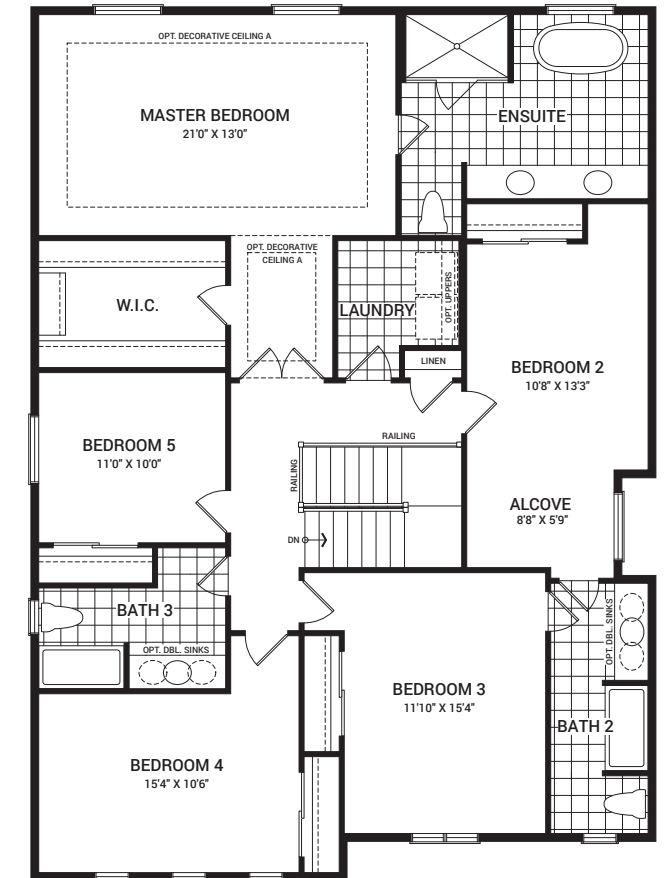 OPT. DECORATIVE CEILING A
MASTER BEDROOM
21'0" X 13'0"
ENSUITE
OPT. DECORATIVE
CEILING A
W.I.C.
LAUNDRY
OPT. UPPERS
LINEN
BEDROOM 2
10'8" X 13'3"
RAILING
BEDROOM 5
11'0" X 10'0"
RAILING
ALCOVE
8'8" X 5'9"
DN
BATH 3
OPT. DBL. SINKS
OPT. DBL. SINKS
BEDROOM 3
11'10" X 15'4"
BATH 2
BEDROOM 4
15'4" X 10'6"